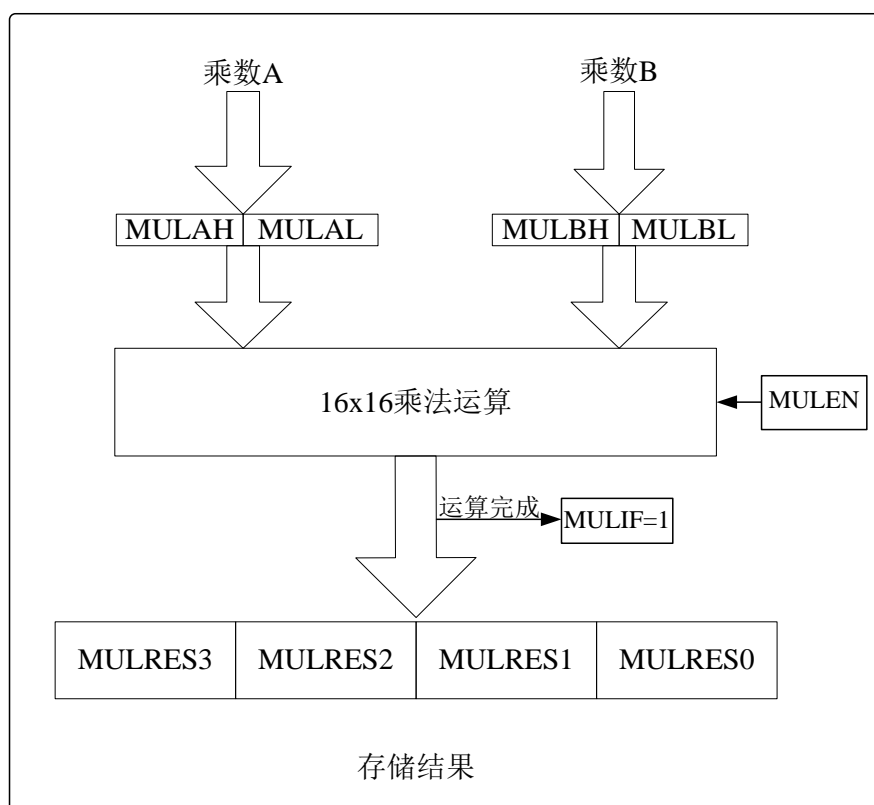 乘数A 乘数B
MULAH MULAL MULBH MULBL
16x16乘法运算 MULEN
运算完成 MULIF=1
MULRES3 MULRES2 MULRES1 MULRES0
存储结果